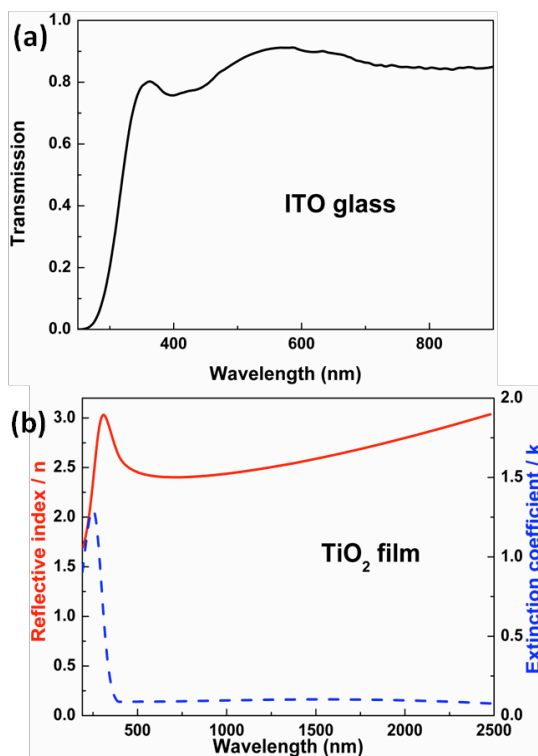 (a)
1.0
0.8
0.6
0.4
0.2
0.0
Transmission
ITO glass
400
600
800
Wavelength (nm)
(b)
3.0
2.5
2.0
1.5
1.0
0.5
0.0
Reflective index / n
TiO2 film
2.0
1.5
1.0
0.5
0.0
Extinction coefficient / k
500
1000
1500
2000
2500
Wavelength (nm)